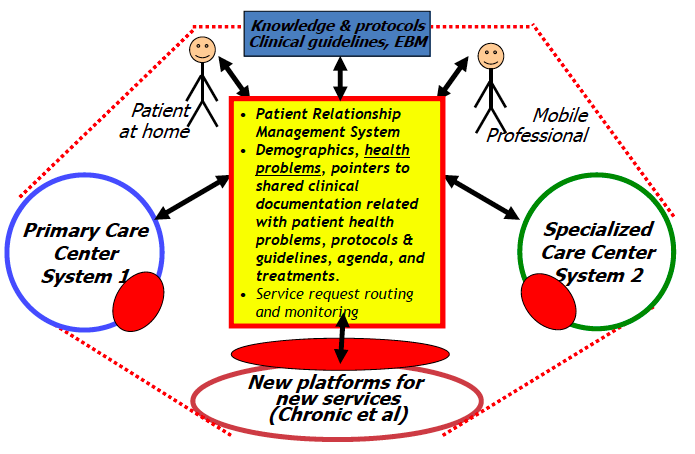 Knowledge & protocols
Clinical guidelines, EBM
Patient
at home
Mobile
Professional
• Patient Relationship
Management System
• Demographics, health
problems, pointers to
shared clinical
documentation related
with patient health
problems, protocols &
guidelines, agenda, and
treatments.
• Service request routing
and monitoring
Primary Care
Center
System 1
Specialized
Care Center
System 2
New platforms for
new services
(Chronic et al)